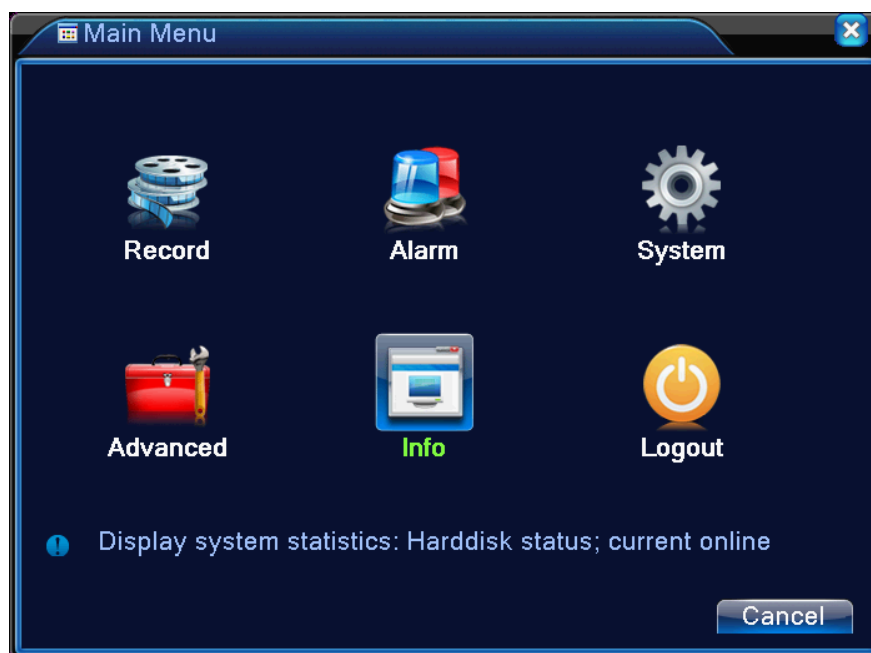 Main Menu
Record Alarm System
Advanced Info Logout
Display system statistics: Harddisk status; current online
Cancel